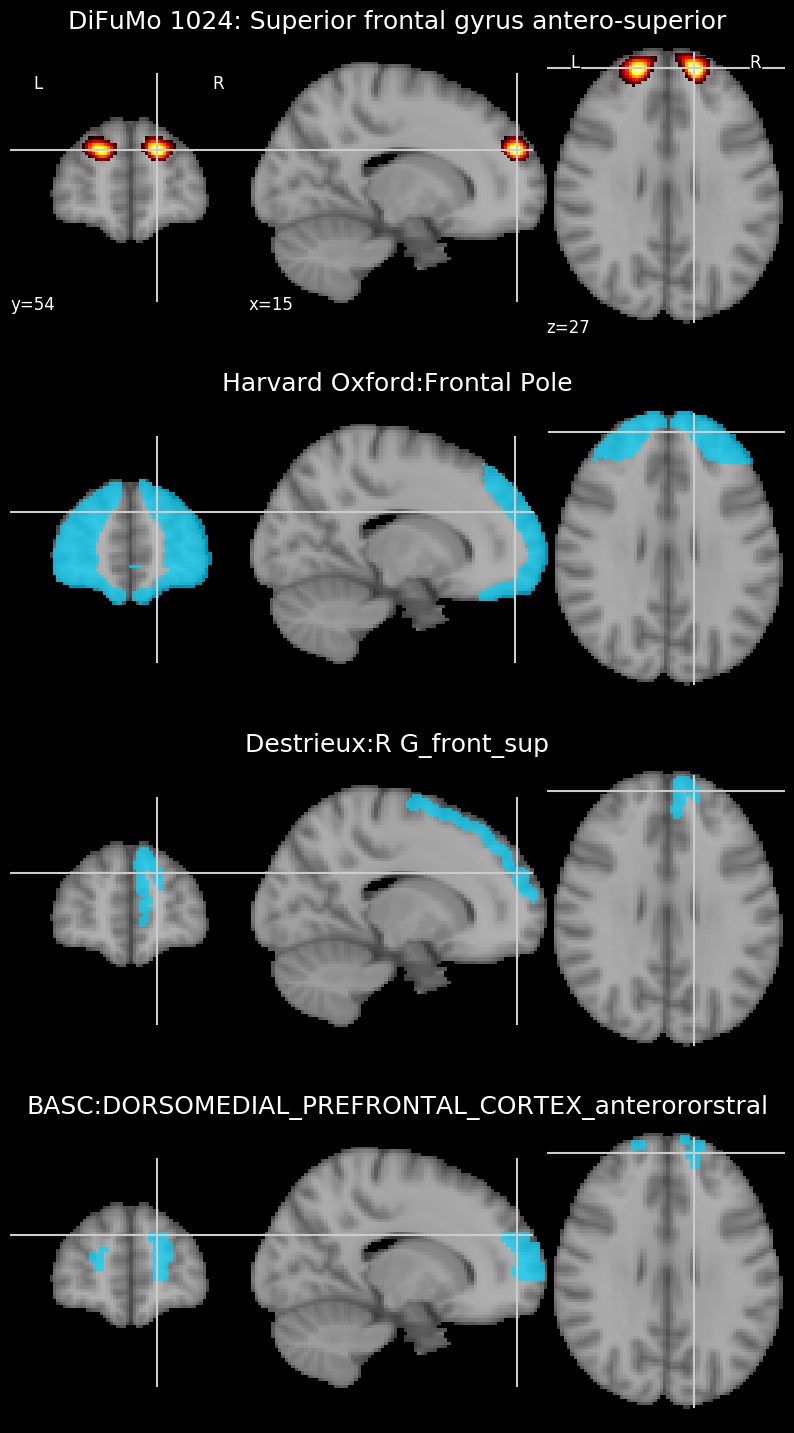 DiFuMo 1024: Superior frontal gyrus antero-superior
L R L R
y=54 x=15 z=27
Harvard Oxford:Frontal Pole
Destrieux:R G_front_sup
BASC:DORSOMEDIAL_PREFRONTAL_CORTEX_anterororstral